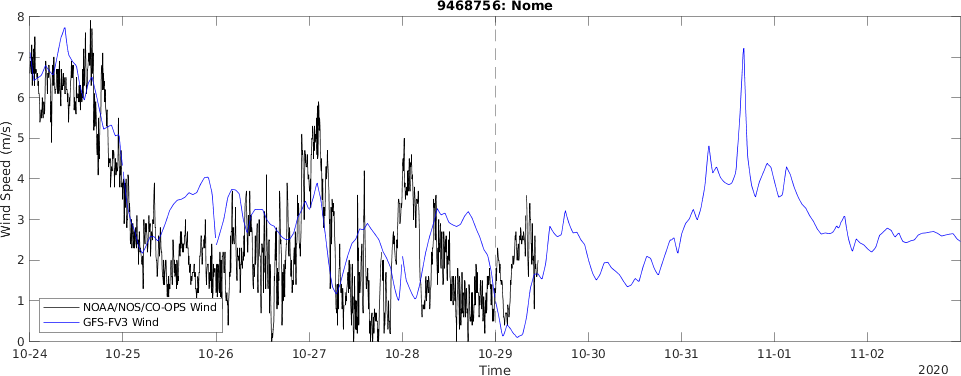 9468756: Nome
8
7
6
5
4
3
2
1
0
Wind Speed (m/s)
NOAA/NOS/CO-OPS Wind
GFS-FV3 Wind
10-24 10-25 10-26 10-27 10-28 10-29 10-30 10-31 11-01 11-02
Time
2020